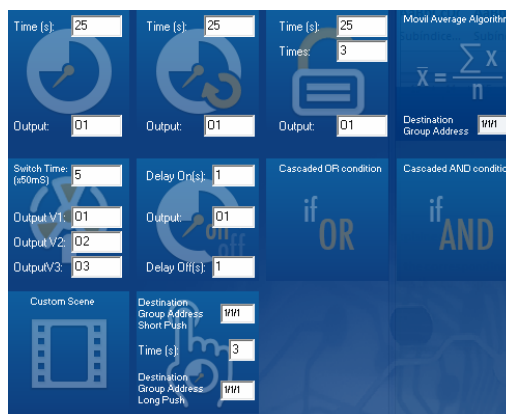 Time (s): 25
Output: 01
Time (s): 25
Output: 01
Time (s): 25
Times: 3
Output: 01
Movil Average Algorithm
x̄ = ∑ x
n
Destination
Group Address 1/1/1
Switch Time: 5
(x50mS)
Output V1: 01
Output V2: 02
OutputV3: 03
Delay On(s): 1
Output: 01
off
off
Delay Off(s): 1
Cascaded OR condition
if
OR
Cascaded AND conditio
if
AND
Custom Scene
Destination
Group Address 1/1/1
Short Push
Time (s): 3
Destination
Group Address 1/1/1
Long Push